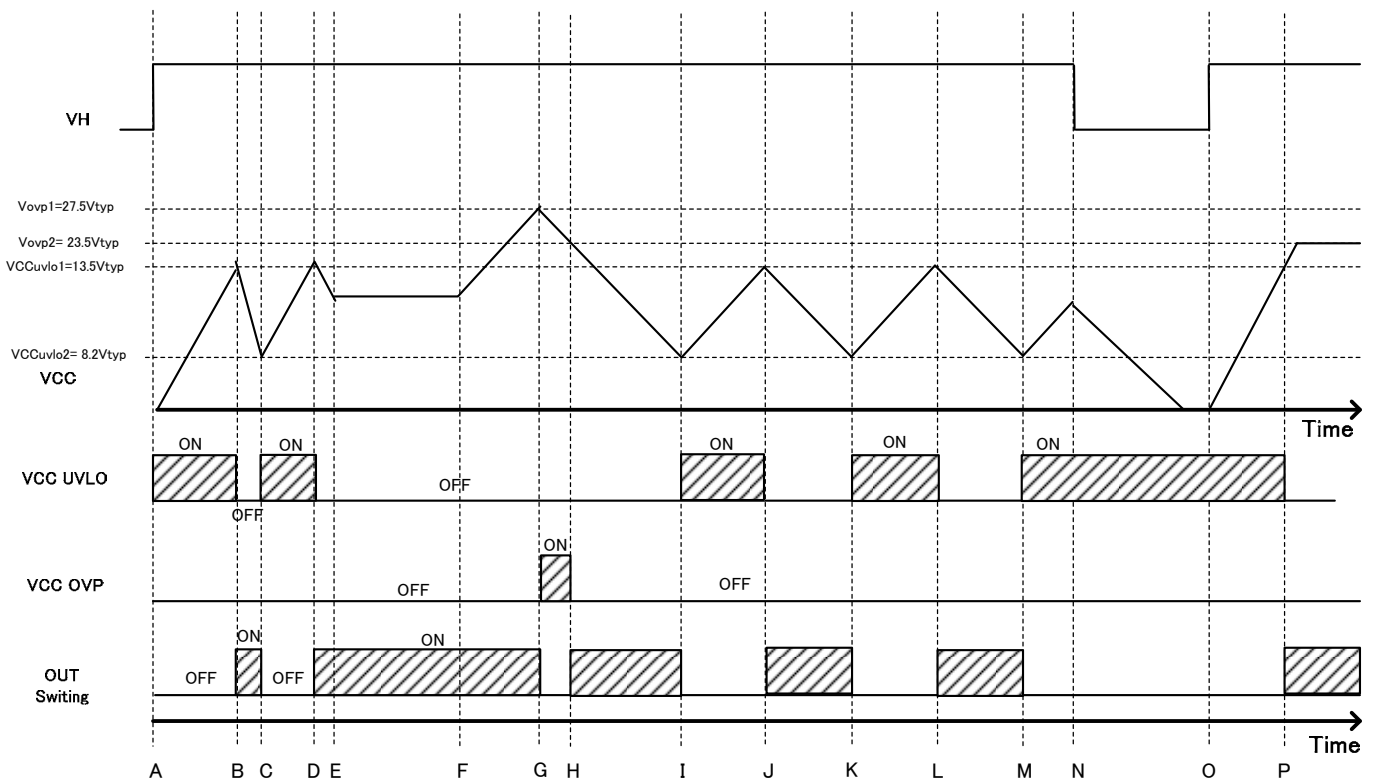 VH
Vovp1=27.5Vtyp
Vovp2= 23.5Vtyp
VCCuvlo1=13.5Vtyp
VCCuvlo2= 8.2Vtyp
VCC
Time
ON
ON
ON
ON
ON
VCC UVLO
OFF
OFF
ON
VCC OVP
OFF
OFF
ON
ON
OUT
Switing
OFF
OFF
Time
A B C D E F G H I J K L M N O P